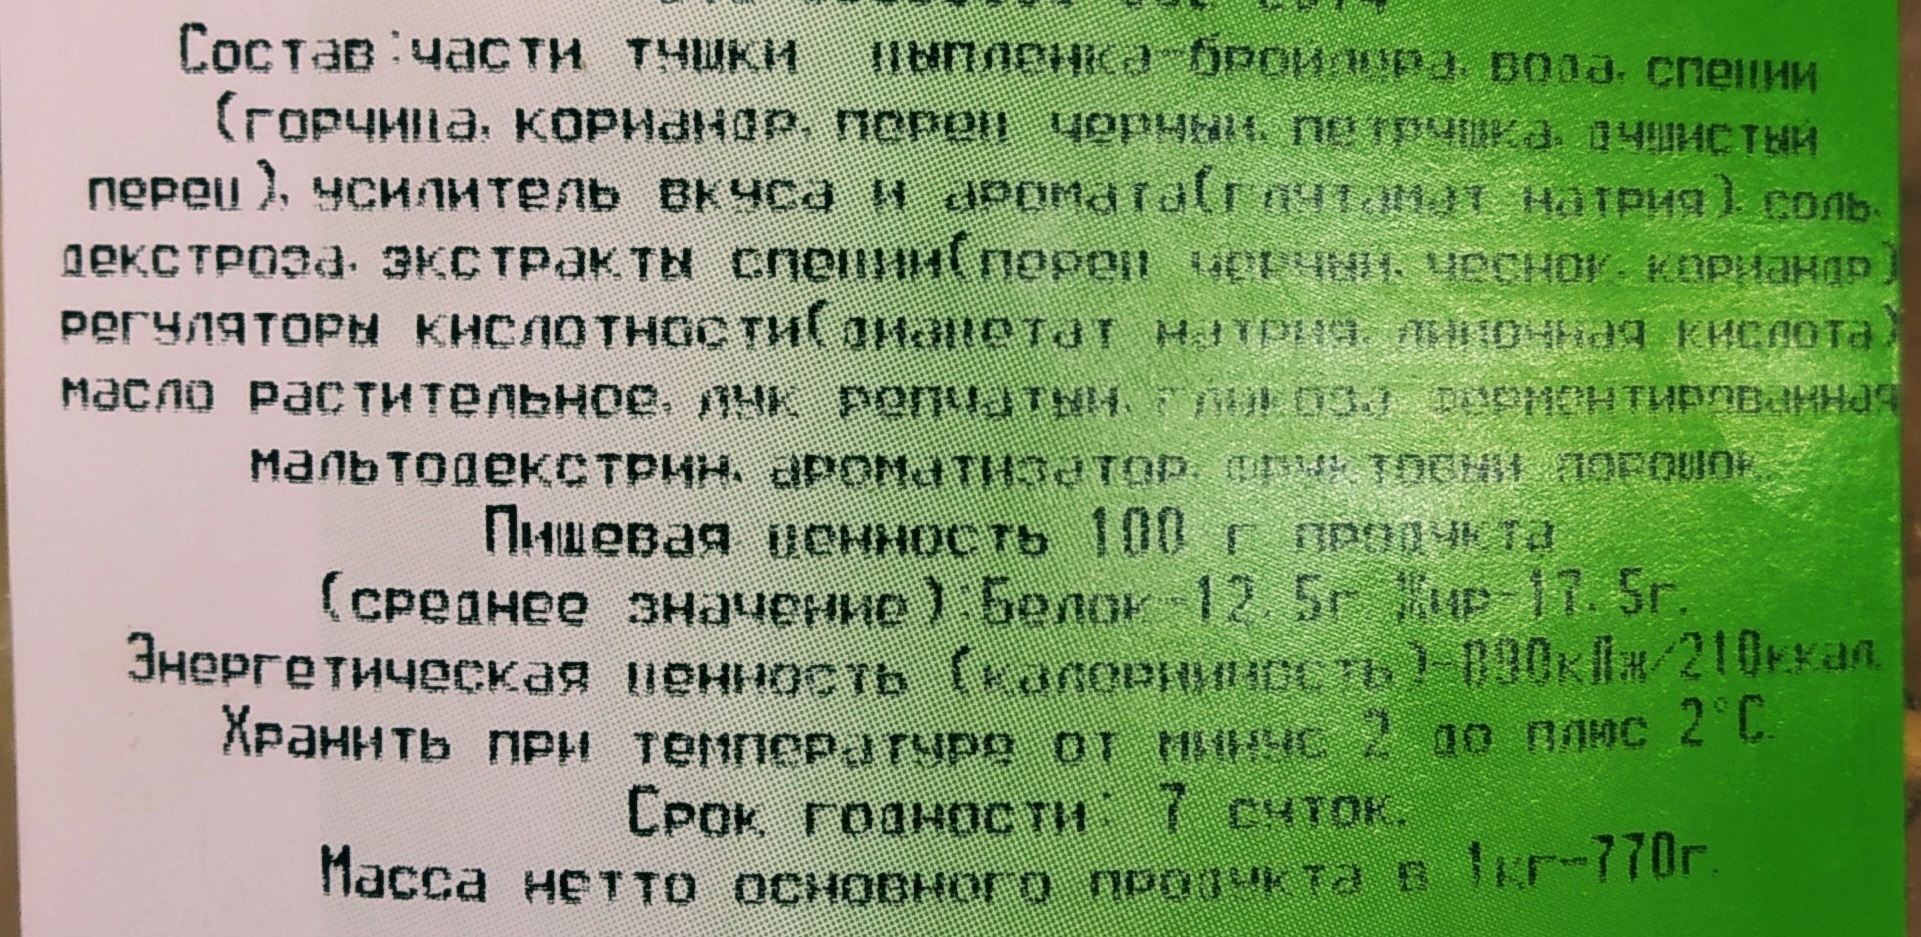 Состав:части тушки цыпленка-бройлера, вода, специи
(горчица, кориандр, перец черный, петрушка, душистый
перец), усилитель вкуса и аромата(глутамат натрия), соль,
декстроза, экстракты специй(перец черный, чеснок, кориандр)
регуляторы кислотности(диацетат натрия, лимонная кислота)
масло растительное, лук репчатый, глюкоза ферментированная
мальтодекстрин, ароматизатор, фруктовый порошок.
Пищевая ценность 100 г продукта
(среднее значение):Белок-12,5г Жир-17,5г.
Энергетическая ценность (калорийность)-890кДж/210ккал.
Хранить при температуре от минус 2 до плюс 2°С.
Срок годности: 7 суток.
Масса нетто основного продукта в 1кг-770г.